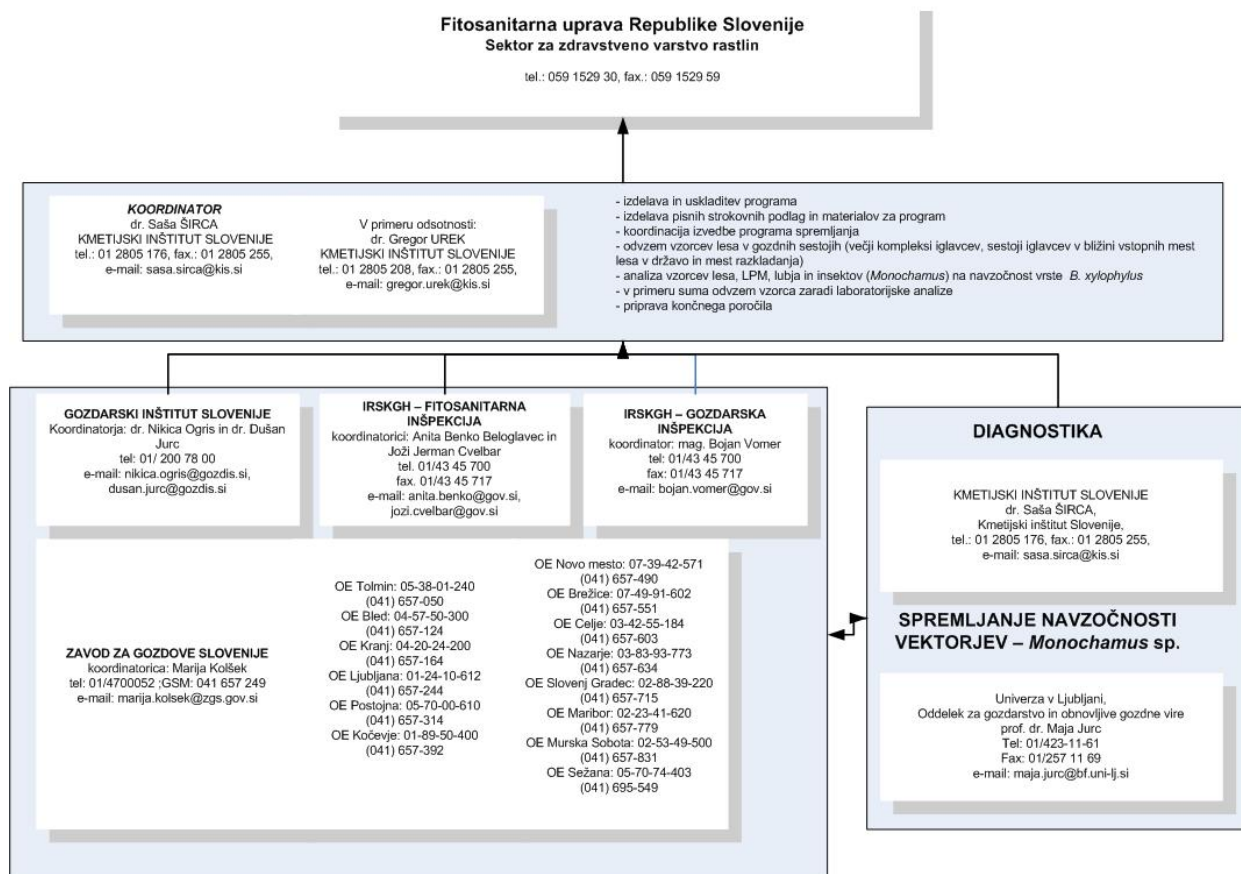 Fitosanitarna uprava Republike Slovenije
Sektor za zdravstveno varstvo rastlin
tel.: 059 1529 30, fax.: 059 1529 59
KOORDINATOR
dr. Saša ŠIRCA
KMETIJSKI INŠTITUT SLOVENIJE
tel.: 01 2805 176, fax.: 01 2805 255,
e-mail: sasa.sirca@kis.si
V primeru odsotnosti:
dr. Gregor UREK
KMETIJSKI INŠTITUT SLOVENIJE
tel.: 01 2805 208, fax.: 01 2805 255,
e-mail: gregor.urek@kis.si
- izdelava in uskladitev programa
- izdelava pisnih strokovnih podlag in materialov za program
- koordinacija izvedbe programa spremljanja
- odvzem vzorcev lesa v gozdnih sestojih (večji kompleksi iglavcev, sestoji iglavcev v bližini vstopnih mest
lesa v državo in mest razkladanja)
- analiza vzorcev lesa, LPM, lubja in insektov (Monochamus) na navzočnost vrste B. xylophylus
- v primeru suma odvzem vzorca zaradi laboratorijske analize
- priprava končnega poročila
GOZDARSKI INŠTITUT SLOVENIJE
Koordinatorja: dr. Nikica Ogris in dr. Dušan
Jurc
tel: 01/ 200 78 00
e-mail: nikica.ogris@gozdis.si,
dusan.jurc@gozdis.si
IRSKGH – FITOSANITARNA
INŠPEKCIJA
koordinatorici: Anita Benko Beloglavec in
Joži Jerman Cvelbar
tel. 01/43 45 700
fax. 01/43 45 717
e-mail: anita.benko@gov.si,
jozi.cvelbar@gov.si
IRSKGH – GOZDARSKA
INŠPEKCIJA
koordinator: mag. Bojan Vomer
tel: 01/43 45 700
fax: 01/43 45 717
e-mail: bojan.vomer@gov.si
ZAVOD ZA GOZDOVE SLOVENIJE
koordinatorica: Marija Kolšek
tel: 01/4700052 ;GSM: 041 657 249
e-mail: marija.kolsek@zgs.gov.si
OE Tolmin: 05-38-01-240
(041) 657-050
OE Bled: 04-57-50-300
(041) 657-124
OE Kranj: 04-20-24-200
(041) 657-164
OE Ljubljana: 01-24-10-612
(041) 657-244
OE Postojna: 05-70-00-610
(041) 657-314
OE Kočevje: 01-89-50-400
(041) 657-392
OE Novo mesto: 07-39-42-571
(041) 657-490
OE Brežice: 07-49-91-602
(041) 657-551
OE Celje: 03-42-55-184
(041) 657-603
OE Nazarje: 03-83-93-773
(041) 657-634
OE Slovenj Gradec: 02-88-39-220
(041) 657-715
OE Maribor: 02-23-41-620
(041) 657-779
OE Murska Sobota: 02-53-49-500
(041) 657-831
OE Sežana: 05-70-74-403
(041) 695-549
DIAGNOSTIKA
KMETIJSKI INŠTITUT SLOVENIJE
dr. Saša ŠIRCA,
Kmetijski inštitut Slovenije,
tel.: 01 2805 176, fax.: 01 2805 255,
e-mail: sasa.sirca@kis.si
SPREMLJANJE NAVZOČNOSTI
VEKTORJEV – Monochamus sp.
Univerza v Ljubljani,
Oddelek za gozdarstvo in obnovljive gozdne vire
prof. dr. Maja Jurc
Tel: 01/423-11-61
Fax: 01/257 11 69
e-mail: maja.jurc@bf.uni-lj.si